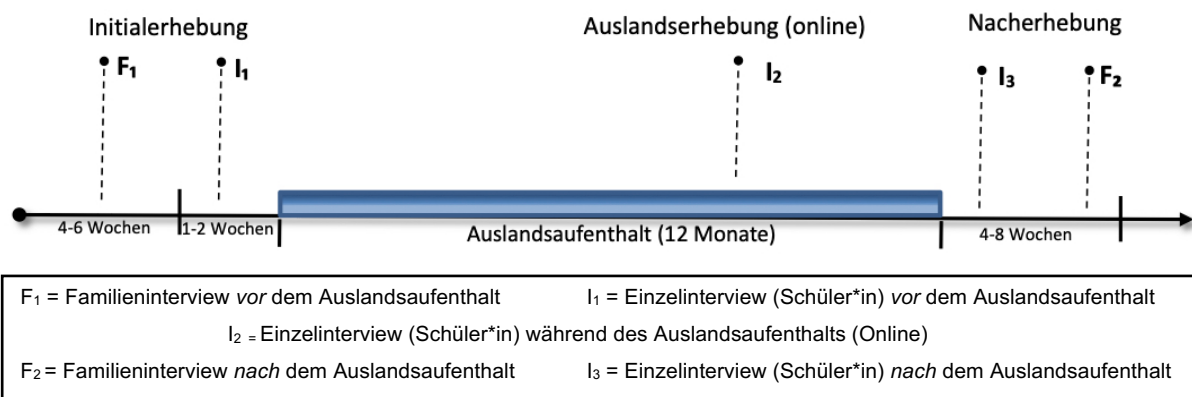 Initialerhebung
Auslandserhebung (online)
Nacherhebung
F₁
I₁
I₂
I₃
F₂
4-6 Wochen
1-2 Wochen
Auslandsaufenthalt (12 Monate)
4-8 Wochen
F₁ = Familieninterview vor dem Auslandsaufenthalt
I₁ = Einzelinterview (Schüler*in) vor dem Auslandsaufenthalt
I₂ = Einzelinterview (Schüler*in) während des Auslandsaufenthalts (Online)
F₂ = Familieninterview nach dem Auslandsaufenthalt
I₃ = Einzelinterview (Schüler*in) nach dem Auslandsaufenthalt